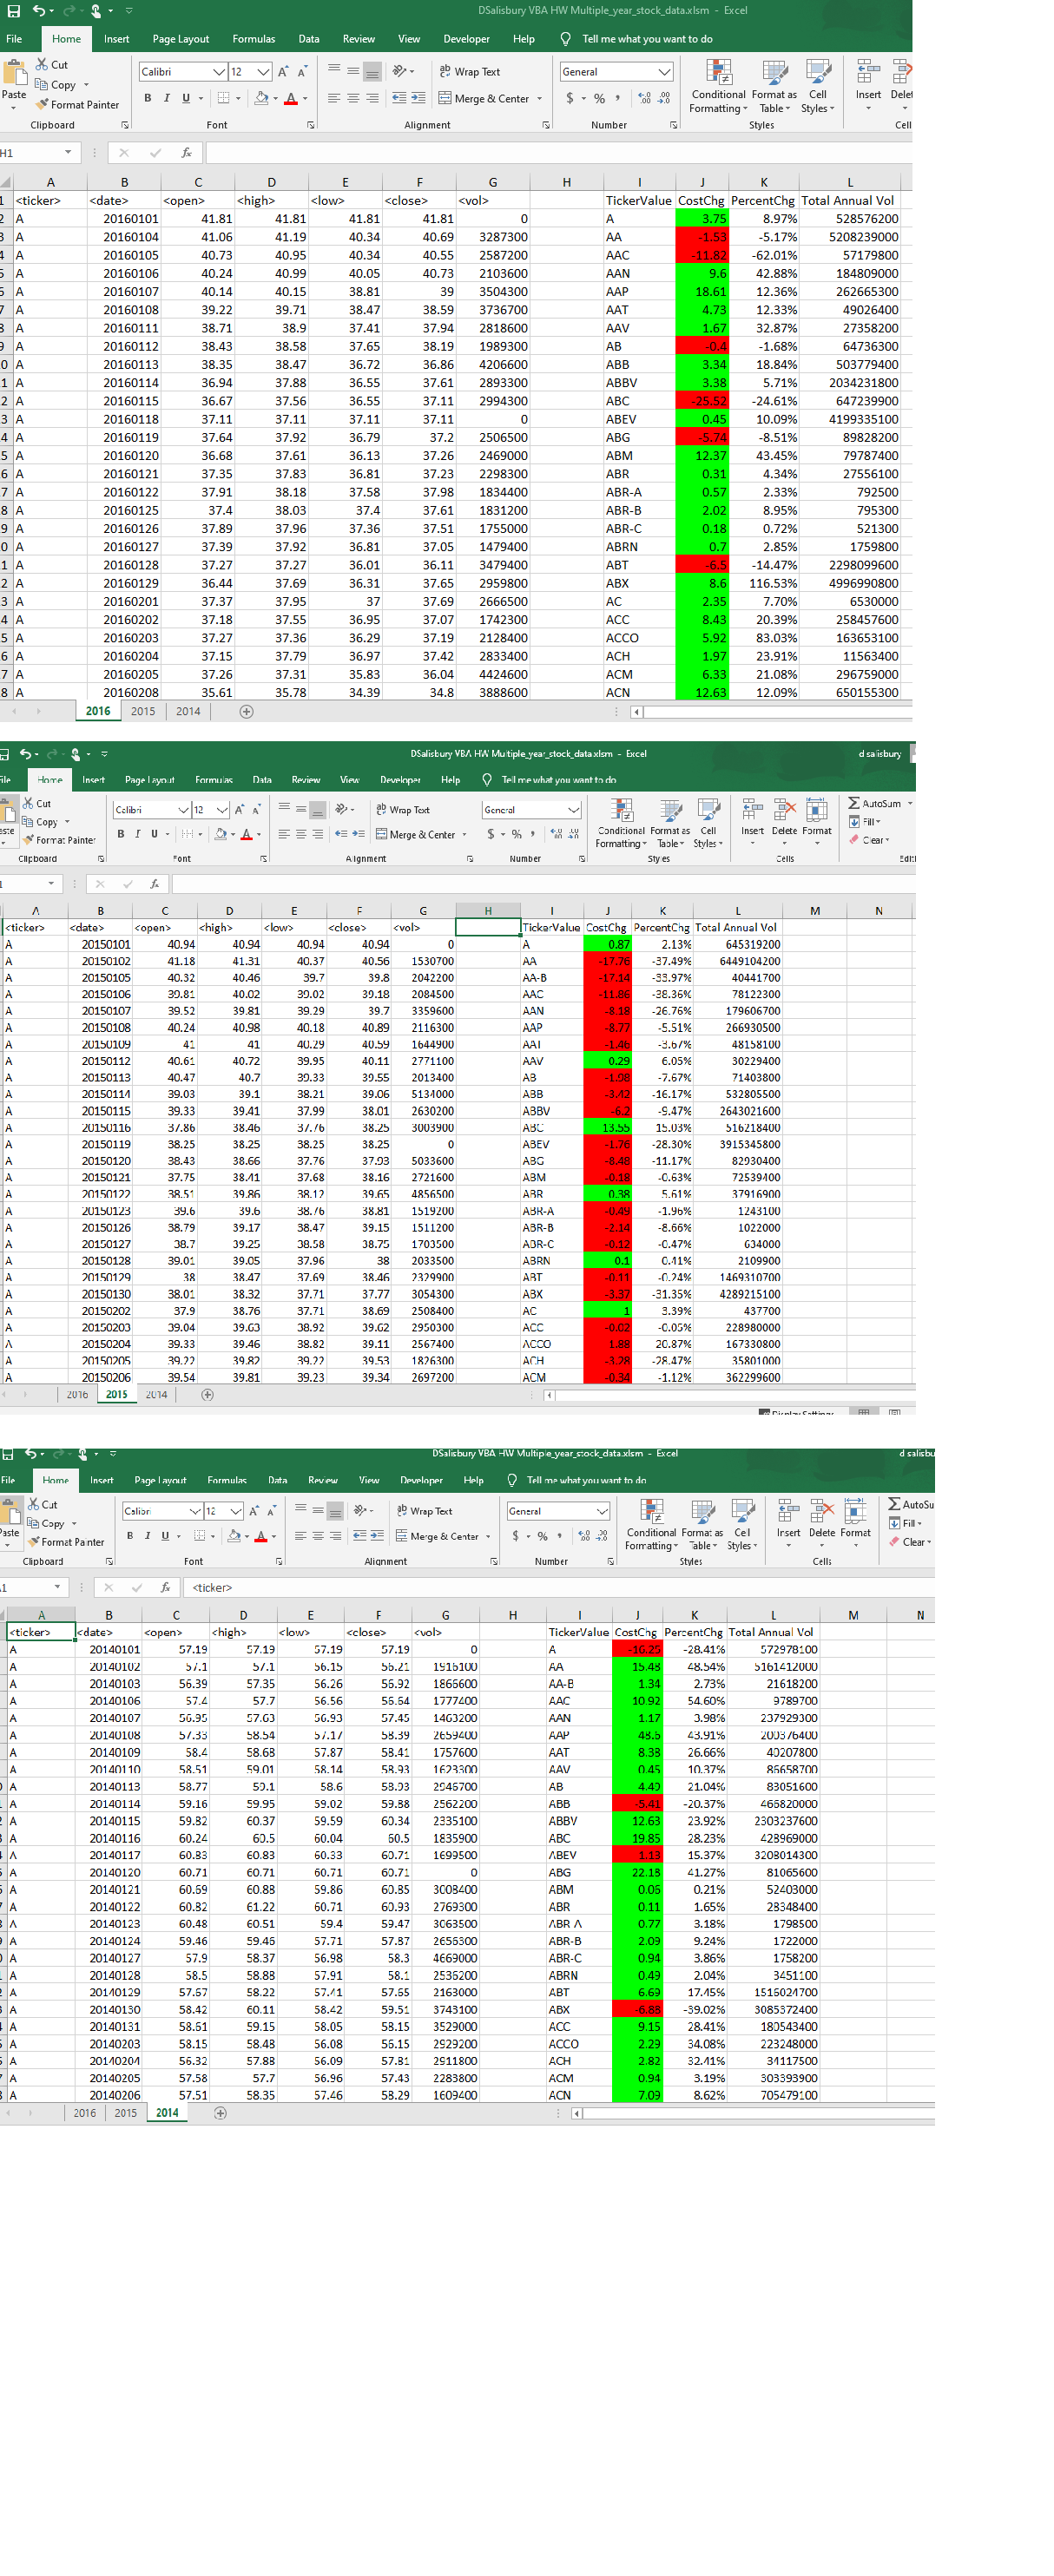 DSalisbury VBA HW Multiple_year_stock_data.xlsm - Excel
File Home Insert Page Layout Formulas Data Review View Developer Help Tell me what you want to do
Cut Calibri 12 Wrap Text General
Copy
Paste Format Painter Merge & Center Conditional Formatting Format as Table Cell Styles Insert
Clipboard Font Alignment Number Styles
H1
A B C D E F G H I J K L
<ticker> <date> <open> <high> <low> <close> <vol> TickerValue CostChg PercentChg Total Annual Vol
A 20160101 41.81 41.81 41.81 41.81 0 A 3.75 8.97% 528576200
A 20160104 41.06 41.19 40.34 40.69 3287300 AA -1.53 -5.17% 5208239000
A 20160105 40.73 40.95 40.34 40.55 2587200 AAC -11.82 -62.01% 57179800
A 20160106 40.24 40.99 40.05 40.73 2103600 AAN 9.6 42.88% 184809000
A 20160107 40.14 40.15 38.81 39 3504300 AAP 18.61 12.36% 262665300
A 20160108 39.22 39.71 38.47 38.59 3736700 AAT 4.73 12.33% 49026400
A 20160111 38.71 38.9 37.41 37.94 2818600 AAV 1.67 32.87% 27358200
A 20160112 38.43 38.58 37.65 38.19 1989300 AB -0.4 -1.68% 64736300
A 20160113 38.35 38.47 36.72 36.86 4206600 ABB 3.34 18.84% 503779400
A 20160114 36.94 37.88 36.55 37.61 2893300 ABBV 3.38 5.71% 2034231800
A 20160115 36.67 37.56 36.55 37.11 2994300 ABC -25.52 -24.61% 647239900
A 20160118 37.11 37.11 37.11 37.11 0 ABEV 0.45 10.09% 4199335100
A 20160119 37.64 37.92 36.79 37.2 2506500 ABG -5.74 -8.51% 89828200
A 20160120 36.68 37.61 36.13 37.26 2469000 ABM 12.37 43.45% 79787400
A 20160121 37.35 37.83 36.81 37.23 2298300 ABR 0.31 4.34% 27556100
A 20160122 37.91 38.18 37.58 37.98 1834400 ABR-A 0.57 2.33% 792500
A 20160125 37.4 38.03 37.4 37.61 1831200 ABR-B 2.02 8.95% 795300
A 20160126 37.89 37.96 37.36 37.51 1755000 ABR-C 0.18 0.72% 521300
A 20160127 37.39 37.92 36.81 37.05 1479400 ABRN 0.7 2.85% 1759800
A 20160128 37.27 37.27 36.01 36.11 3479400 ABT -6.5 -14.47% 2298099600
A 20160129 36.44 37.69 36.31 37.65 2959800 ABX 8.6 116.53% 4996990800
A 20160201 37.37 37.95 37 37.69 2666500 AC 2.35 7.70% 6530000
A 20160202 37.18 37.55 36.95 37.07 1742300 ACC 8.43 20.39% 258457600
A 20160203 37.27 37.36 36.29 37.19 2128400 ACCO 5.92 83.03% 163653100
A 20160204 37.15 37.79 36.97 37.42 2833400 ACH 1.97 23.91% 11563400
A 20160205 37.26 37.31 35.83 36.04 4424600 ACM 6.33 21.08% 296759000
A 20160208 35.61 35.78 34.39 34.8 3888600 ACN 12.63 12.09% 650155300
2016 2015 2014
DSalisbury VBA HW Multiple_year_stock_data.xlsm - Excel d salisbury
Home Insert Page Layout Formulas Data Review View Developer Help Tell me what you want to do
Cut Calibri 12 Wrap Text General AutoSum
Copy Fill
Format Painter Merge & Center Conditional Formatting Format as Table Cell Styles Insert Delete Format Clear
Clipboard Font Alignment Number Styles Cells
A B C D E F G H I J K L M N
<ticker> <date> <open> <high> <low> <close> <vol> TickerValue CostChg PercentChg Total Annual Vol
A 20150101 40.94 40.94 40.94 40.94 0 A 0.87 2.13% 645319200
A 20150102 41.18 41.31 40.37 40.56 1530700 AA -17.76 -37.49% 6449104200
A 20150105 40.32 40.46 39.7 39.8 2042200 AA-B -17.14 -33.97% 40441700
A 20150106 39.81 40.02 39.02 39.18 2084500 AAC -11.86 -38.36% 78122300
A 20150107 39.52 39.81 39.29 39.7 3359600 AAN -8.18 -26.76% 179606700
A 20150108 40.24 40.98 40.18 40.89 2116300 AAP -8.77 -5.51% 266930500
A 20150109 41 41 40.29 40.59 1644900 AAT -1.46 -3.67% 48158100
A 20150112 40.61 40.72 39.95 40.11 2771100 AAV 0.29 6.05% 30229400
A 20150113 40.47 40.7 39.33 39.55 2013400 AB -1.98 -7.67% 71403800
A 20150114 39.03 39.1 38.21 39.06 5134000 ABB -3.42 -16.17% 532805500
A 20150115 39.33 39.41 37.99 38.01 2630200 ABBV -6.2 -9.47% 2643021600
A 20150116 37.86 38.46 37.76 38.25 3003900 ABC 13.55 15.03% 516218400
A 20150119 38.25 38.25 38.25 38.25 0 ABEV -1.76 -28.30% 3915345800
A 20150120 38.43 38.66 37.76 37.93 5033600 ABG -8.48 -11.17% 82930400
A 20150121 37.75 38.41 37.68 38.16 2721600 ABM -0.18 -0.63% 72539400
A 20150122 38.51 39.86 38.12 39.65 4856500 ABR 0.38 5.61% 37916900
A 20150123 39.6 39.6 38.76 38.81 1519200 ABR-A -0.49 -1.96% 1243100
A 20150126 38.79 39.17 38.47 39.15 1511200 ABR-B -2.14 -8.66% 1022000
A 20150127 38.7 39.25 38.58 38.75 1703500 ABR-C -0.12 -0.47% 634000
A 20150128 39.01 39.05 37.96 38 2033500 ABRN 0.1 0.41% 2109900
A 20150129 38 38.47 37.69 38.46 2329900 ABT -0.11 -0.24% 1469310700
A 20150130 38.01 38.32 37.71 37.77 3054300 ABX -3.37 -31.35% 4289215100
A 20150202 37.9 38.76 37.71 38.69 2508400 AC 1 3.39% 437700
A 20150203 39.04 39.63 38.92 39.62 2950300 ACC -0.02 -0.05% 228980000
A 20150204 39.33 39.46 38.82 39.11 2567400 ACCO 1.88 20.87% 167330800
A 20150205 39.22 39.82 39.22 39.53 1826300 ACH -3.28 -28.47% 35801000
A 20150206 39.54 39.81 39.23 39.34 2697200 ACM -0.34 -1.12% 362299600
2016 2015 2014
Display Settings
DSalisbury VBA HW Multiple_year_stock_data.xlsm - Excel
File Home Insert Page Layout Formulas Data Review View Developer Help Tell me what you want to do
Cut Calibri 12 Wrap Text General
Copy Fill
Format Painter Merge & Center Conditional Formatting Format as Table Cell Styles Insert Delete Format Clear
Clipboard Font Alignment Number Styles Cells
<ticker>
A B C D E F G H I J K L M N
<ticker> <date> <open> <high> <low> <close> <vol> TickerValue CostChg PercentChg Total Annual Vol
A 20140101 57.19 57.19 57.19 57.19 0 A -16.25 -28.41% 572978100
A 20140102 57.1 57.1 56.15 56.21 1916100 AA 15.48 48.54% 5161412000
A 20140103 56.39 57.35 56.26 56.92 1866600 AA-B 1.34 2.73% 21618200
A 20140106 57.4 57.7 56.56 56.64 1777400 AAC 10.92 54.60% 9789700
A 20140107 56.95 57.63 56.93 57.45 1463200 AAN 1.17 3.98% 237929300
A 20140108 57.33 58.54 57.17 58.39 2659400 AAP 48.6 43.91% 200376400
A 20140109 58.4 58.68 57.87 58.41 1757600 AAT 8.38 26.66% 40207800
A 20140110 58.51 59.01 58.14 58.93 1623300 AAV 0.45 10.37% 86658700
A 20140113 58.77 59.1 58.6 58.93 2946700 AB 4.49 21.04% 83051600
A 20140114 59.16 59.95 59.02 59.88 2562200 ABB -5.41 -20.37% 466820000
A 20140115 59.82 60.37 59.59 60.34 2335100 ABBV 12.63 23.92% 2303237600
A 20140116 60.24 60.5 60.04 60.5 1835900 ABC 19.85 28.23% 428969000
A 20140117 60.83 60.83 60.33 60.71 1699500 ABEV 1.13 15.37% 3208014300
A 20140120 60.71 60.71 60.71 60.71 0 ABG 22.18 41.27% 81065600
A 20140121 60.69 60.88 59.86 60.85 3008400 ABM 0.06 0.21% 52403000
A 20140122 60.82 61.22 60.71 60.93 2769300 ABR 0.11 1.65% 28348400
A 20140123 60.48 60.51 59.4 59.47 3063500 ABR-A 0.77 3.18% 1798500
A 20140124 59.46 59.46 57.71 57.87 2656300 ABR-B 2.09 9.24% 1722000
A 20140127 57.9 58.37 56.98 58.3 4669000 ABR-C 0.94 3.86% 1758200
A 20140128 58.5 58.88 57.91 58.1 2536200 ABRN 0.49 2.04% 3451100
A 20140129 57.67 58.22 57.41 57.65 2163000 ABT 6.69 17.45% 1516024700
A 20140130 58.42 60.11 58.42 59.51 3743100 ABX -6.88 -39.02% 3085372400
A 20140131 58.61 59.15 58.05 58.15 3529000 ACC 9.15 28.41% 180543400
A 20140203 58.15 58.48 56.08 56.15 2929200 ACCO 2.29 34.08% 223248000
A 20140204 56.32 57.88 56.09 57.81 2911800 ACH 2.82 32.41% 34117500
A 20140205 57.58 57.7 56.96 57.43 2283800 ACM 0.94 3.19% 303393900
A 20140206 57.51 58.35 57.46 58.29 1609400 ACN 7.09 8.62% 705479100
2016 2015 2014